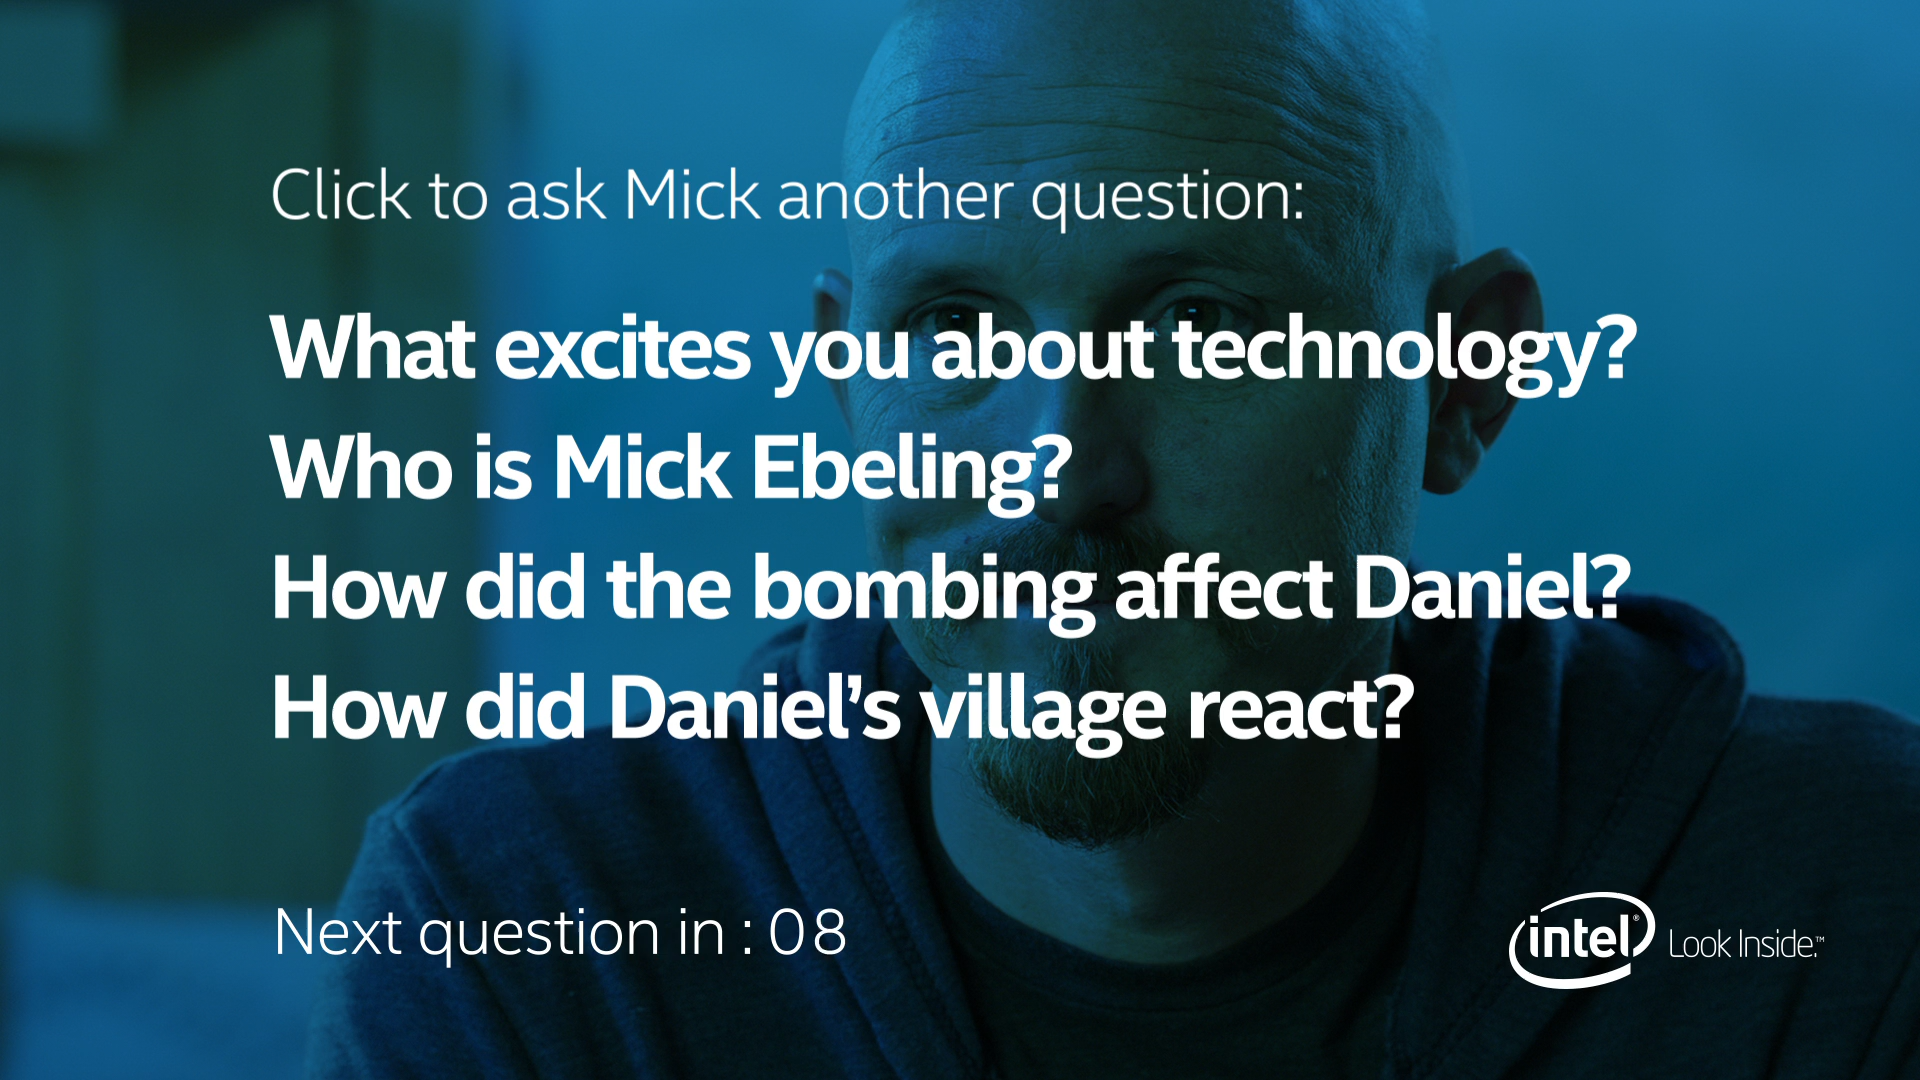 Click to ask Mick another question:
What excites you about technology?
Who is Mick Ebeling?
How did the bombing affect Daniel?
How did Daniel’s village react?
Next question in : 08
intel® Look Inside.™